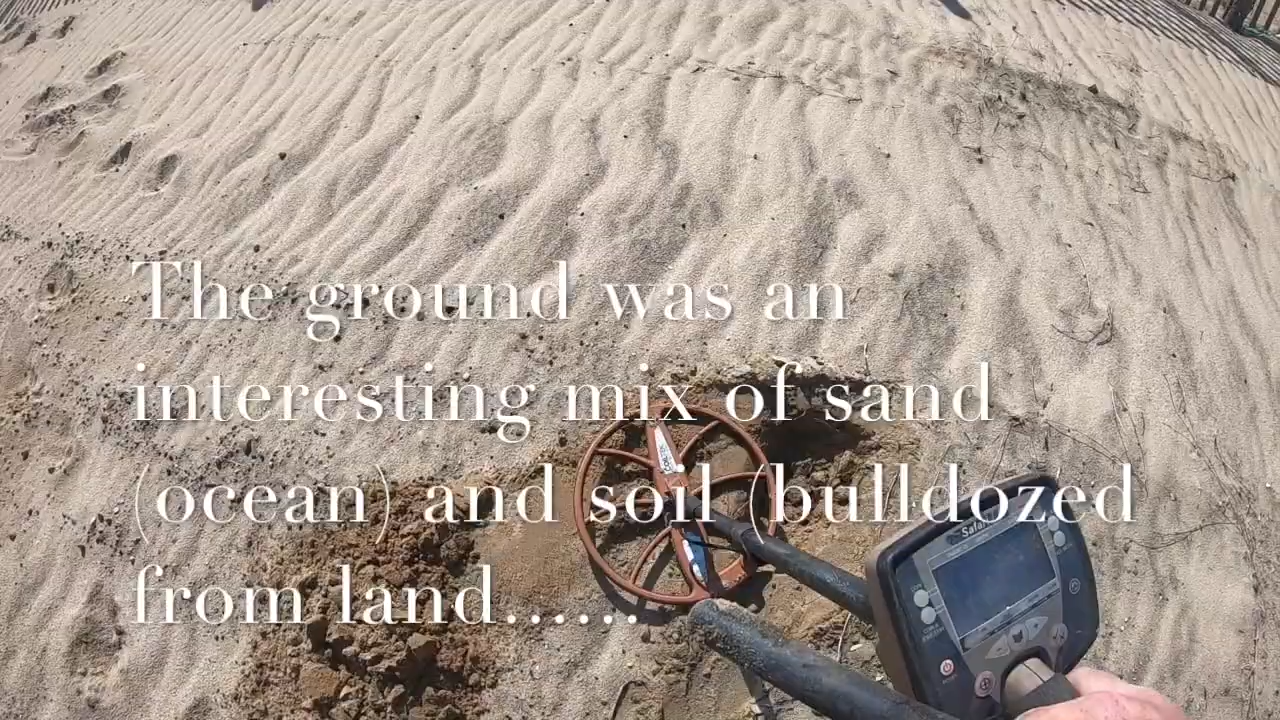 The ground was an
interesting mix of sand
(ocean) and soil (bulldozed
from land......